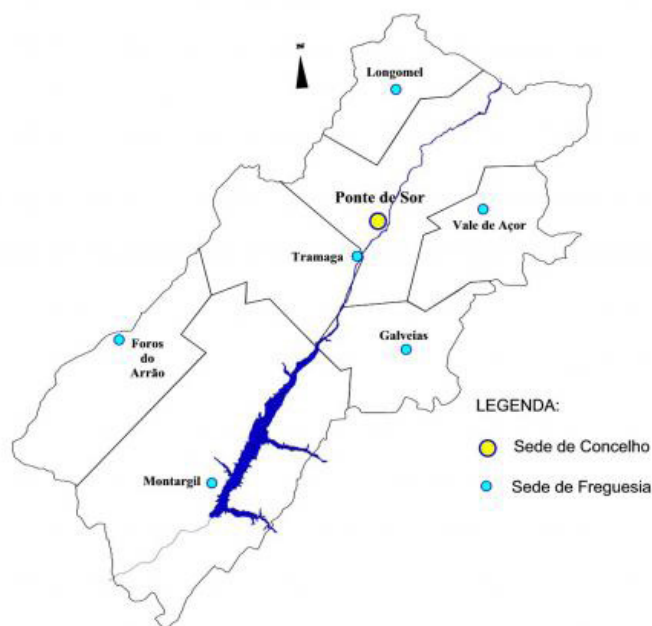 Longomel
Ponte de Sor
Vale de Açor
Tramaga
Foros
do
Arrão
Galveias
LEGENDA:
Sede de Concelho
Montargil
Sede de Freguesia